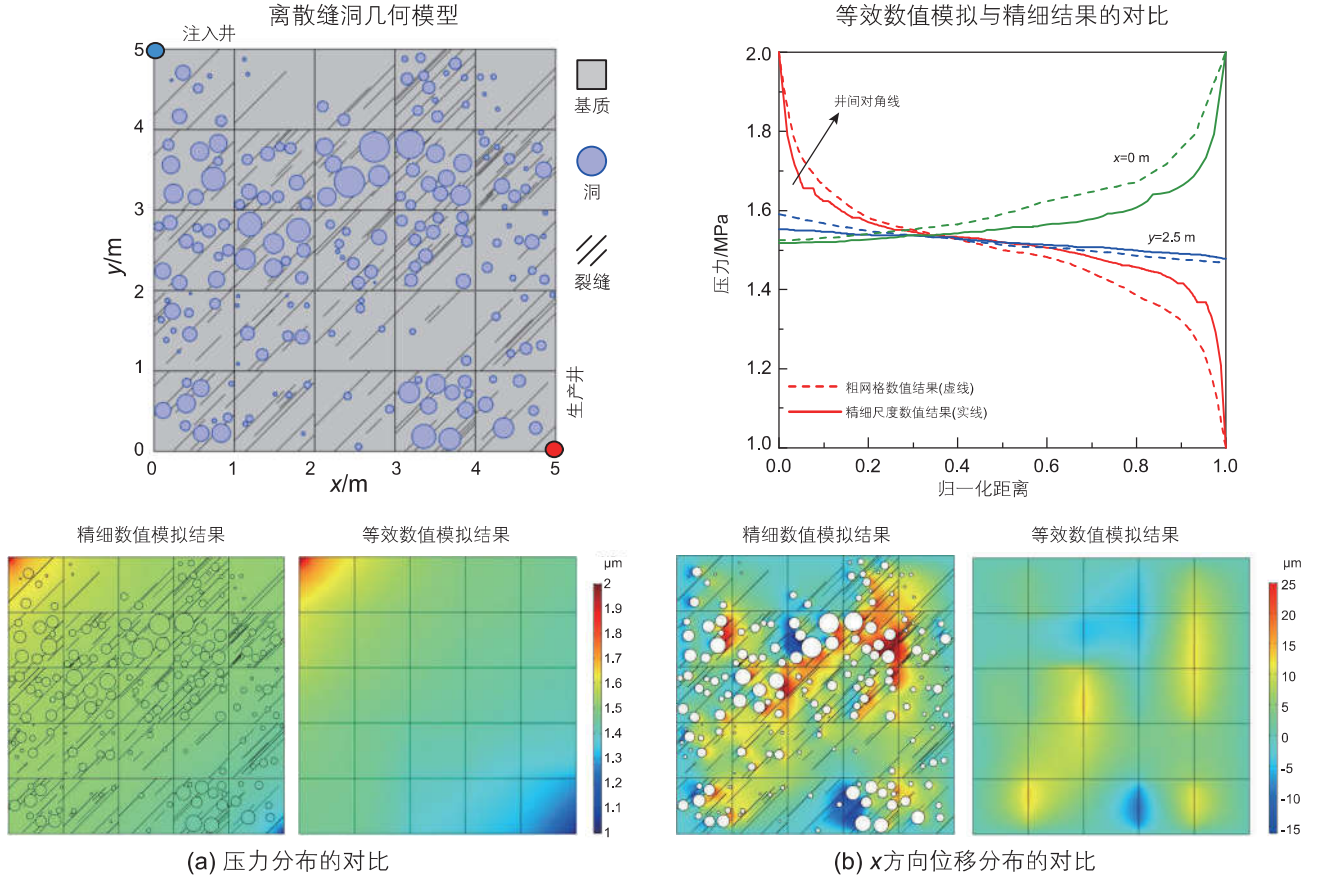 离散缝洞几何模型
注入井
5
4
3
2
1
0
y/m
0 1 2 3 4 5
x/m
基质
洞
裂缝
生产井
等效数值模拟与精细结果的对比
2.0
1.8
1.6
1.4
1.2
1.0
压力/MPa
井间对角线
x=0 m
y=2.5 m
粗网格数值结果(虚线)
精细尺度数值结果(实线)
0.0 0.2 0.4 0.6 0.8 1.0
归一化距离
精细数值模拟结果
等效数值模拟结果
μm
2
1.9
1.8
1.7
1.6
1.5
1.4
1.3
1.2
1.1
1
(a) 压力分布的对比
精细数值模拟结果
等效数值模拟结果
μm
25
20
15
10
5
0
-5
-10
-15
(b) x方向位移分布的对比